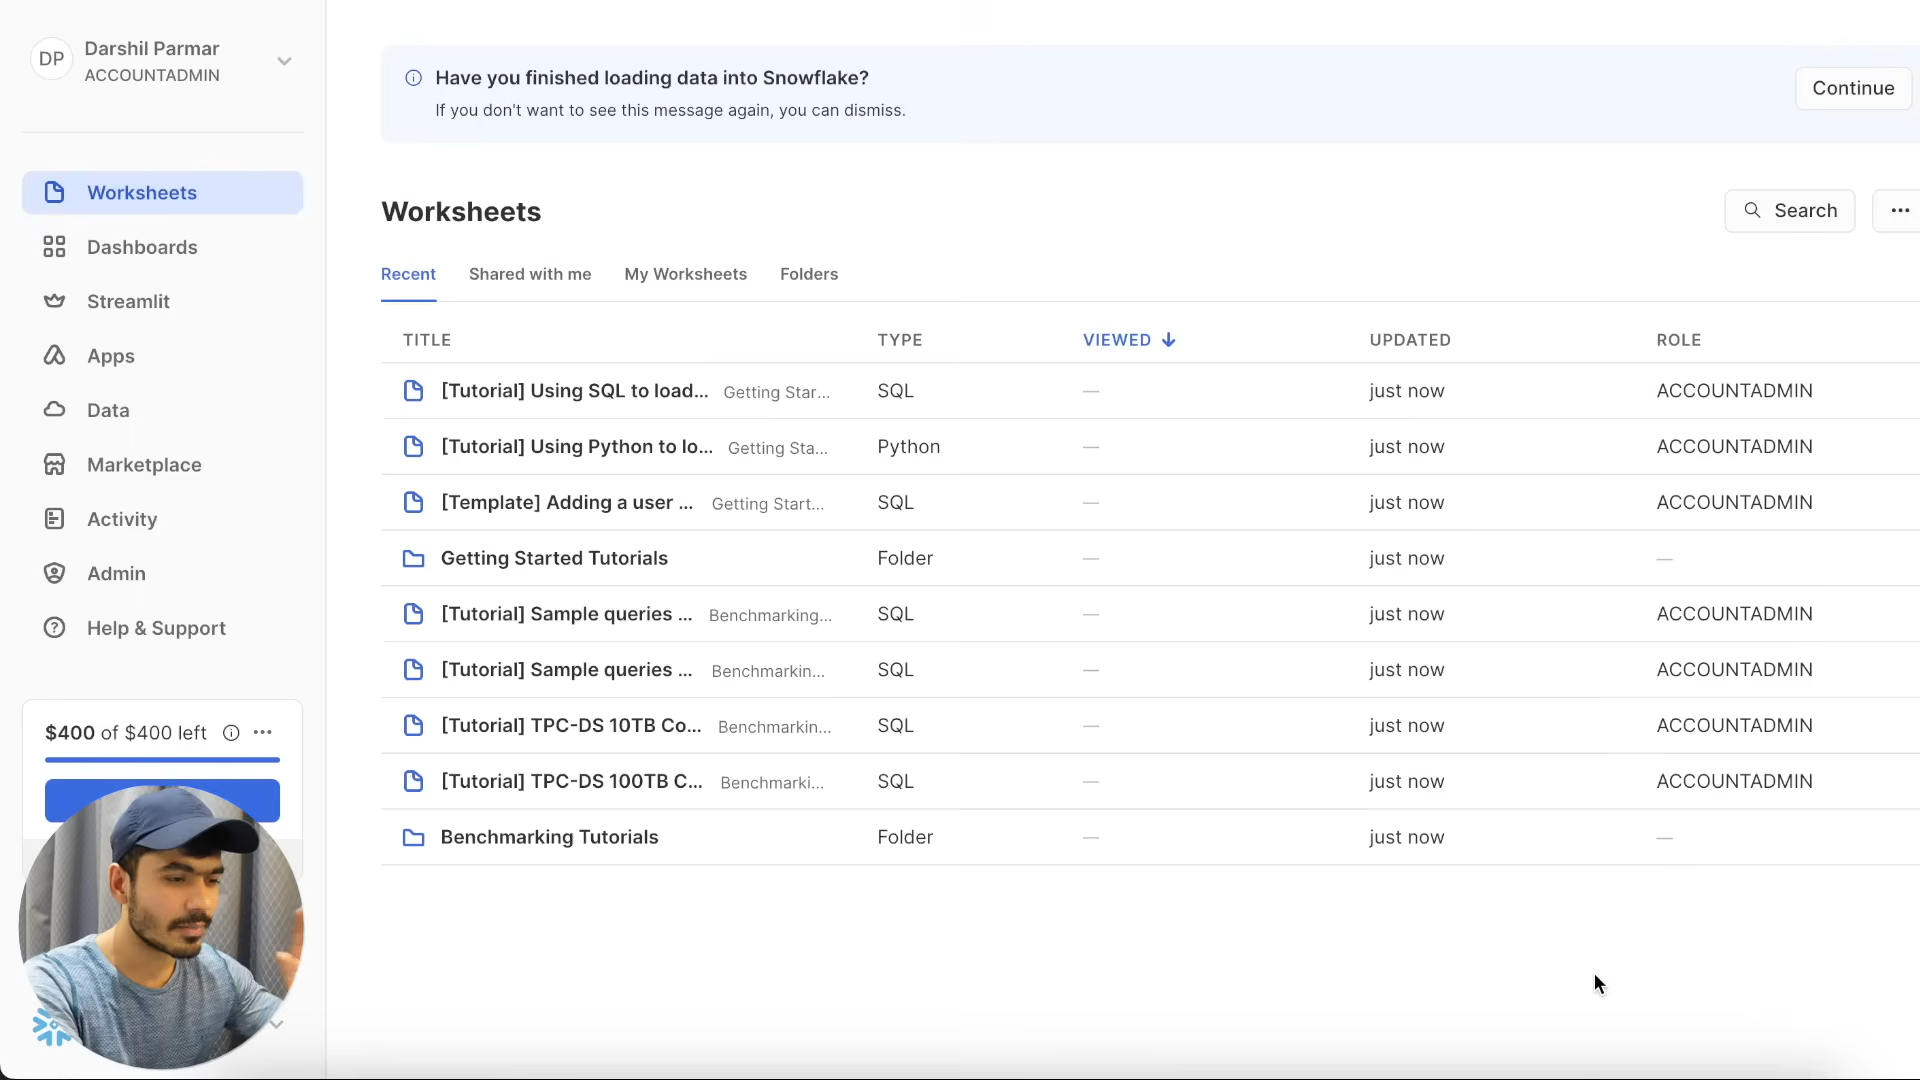 DP
Darshil Parmar
ACCOUNTADMIN
Worksheets
Dashboards
Streamlit
Apps
Data
Marketplace
Activity
Admin
Help & Support
$400 of $400 left
Have you finished loading data into Snowflake?
If you don't want to see this message again, you can dismiss.
Continue
Worksheets
Search
Recent Shared with me My Worksheets Folders
TITLE TYPE VIEWED UPDATED ROLE
[Tutorial] Using SQL to load... Getting Star... SQL — just now ACCOUNTADMIN
[Tutorial] Using Python to lo... Getting Sta... Python — just now ACCOUNTADMIN
[Template] Adding a user ... Getting Start... SQL — just now ACCOUNTADMIN
Getting Started Tutorials Folder — just now —
[Tutorial] Sample queries ... Benchmarking... SQL — just now ACCOUNTADMIN
[Tutorial] Sample queries ... Benchmarkin... SQL — just now ACCOUNTADMIN
[Tutorial] TPC-DS 10TB Co... Benchmarkin... SQL — just now ACCOUNTADMIN
[Tutorial] TPC-DS 100TB C... Benchmarki... SQL — just now ACCOUNTADMIN
Benchmarking Tutorials Folder — just now —